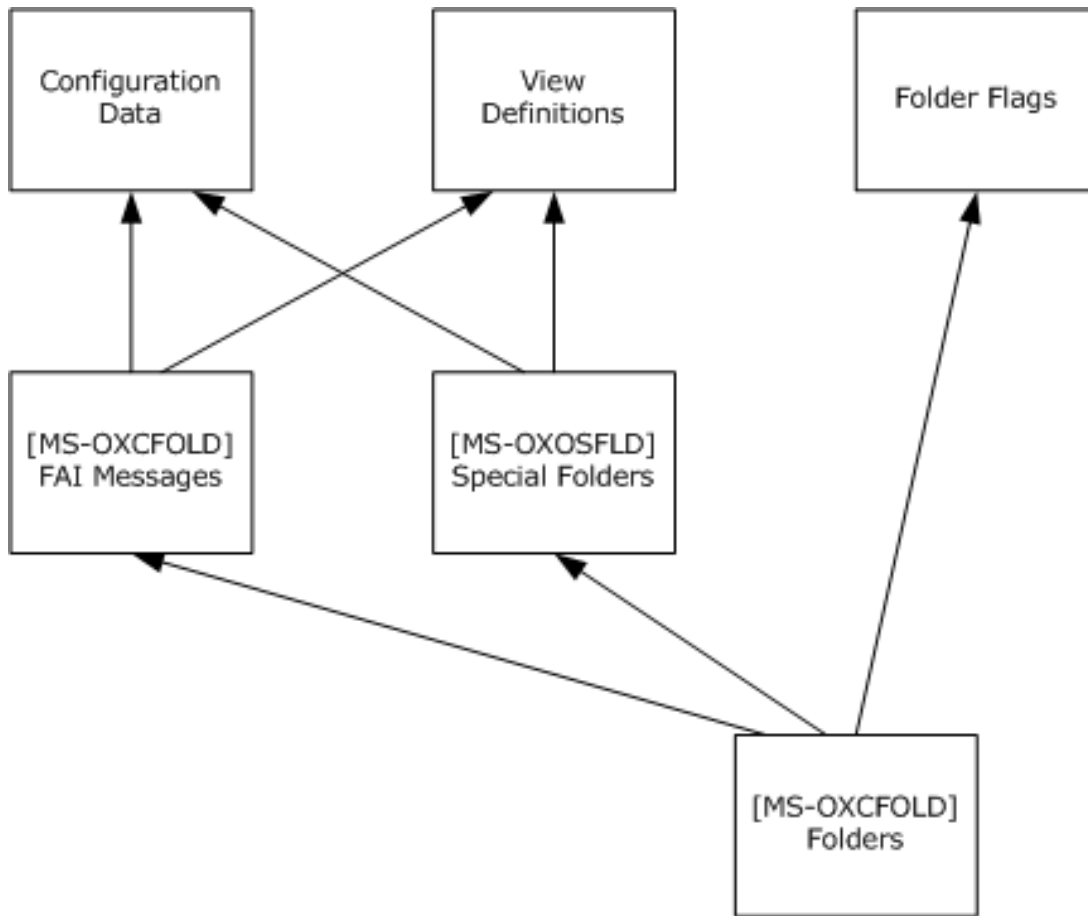 Configuration
Data
View
Definitions
Folder Flags
[MS-OXCFOLD]
FAI Messages
[MS-OXOSFLD]
Special Folders
[MS-OXCFOLD]
Folders